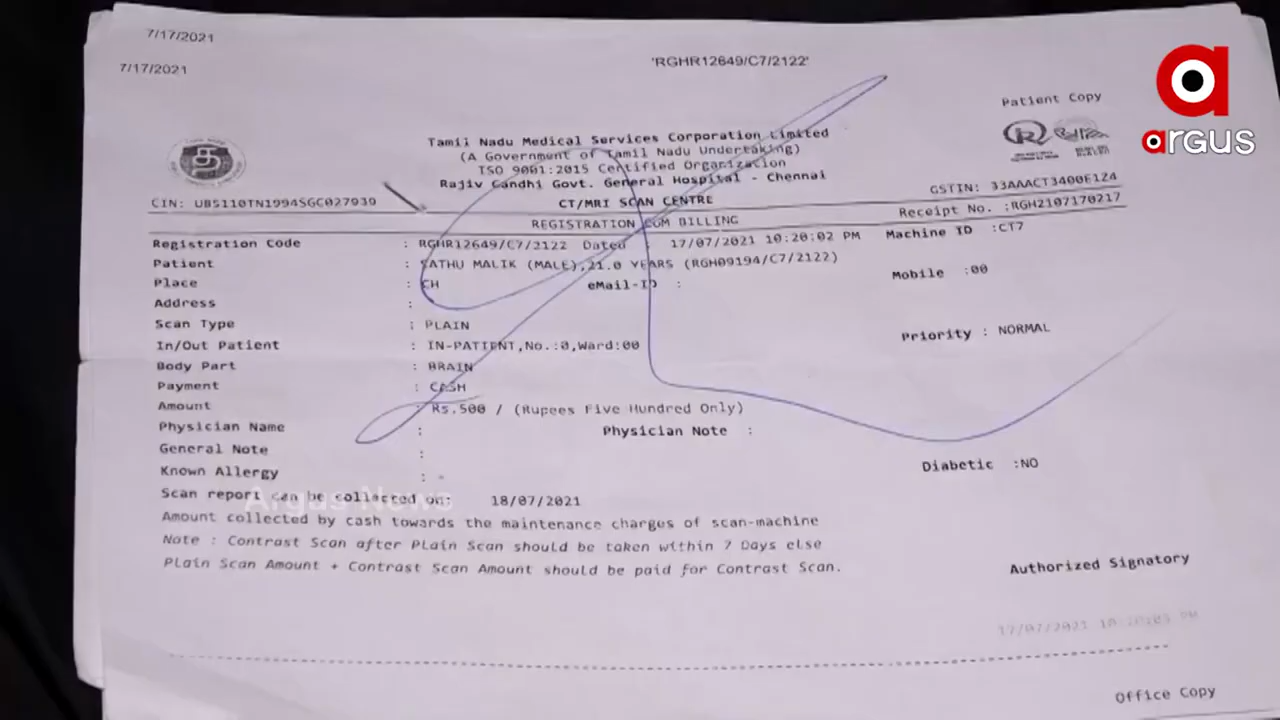 7/17/2021
7/17/2021
'RGHR12649/C7/2122'
argus
Patient Copy
Tamil Nadu Medical Services Corporation Limited
(A Government of Tamil Nadu Undertaking)
ISO 9001:2015 Certified Organization
Rajiv Gandhi Govt. General Hospital - Chennai
CIN: UB5110TN1994SGC027939 GSTIN: 33AAACT3400E1Z4
CT/MRI SCAN CENTRE
REGISTRATION CUM BILLING Receipt No. :RGH2107170217
Registration Code : RGHR12649/C7/2122 Dated : 17/07/2021 10:20:02 PM Machine ID :CT7
Patient : SATHU MALIK (MALE),21.0 YEARS (RGH09194/C7/2122)
Place : CH eMail-ID : Mobile :00
Address :
Scan Type : PLAIN Priority : NORMAL
In/Out Patient : IN-PATIENT,No.:0,Ward:00
Body Part : BRAIN
Payment : CASH
Amount : Rs.500 / (Rupees Five Hundred Only)
Physician Name : Physician Note :
General Note :
Known Allergy : - Diabetic :NO
Scan report can be collected on: 18/07/2021
Argus News
Amount collected by cash towards the maintenance charges of scan-machine
Note : Contrast Scan after Plain Scan should be taken within 7 Days else
Plain Scan Amount + Contrast Scan Amount should be paid for Contrast Scan.
Authorized Signatory
17/07/2021 PM
Office Copy